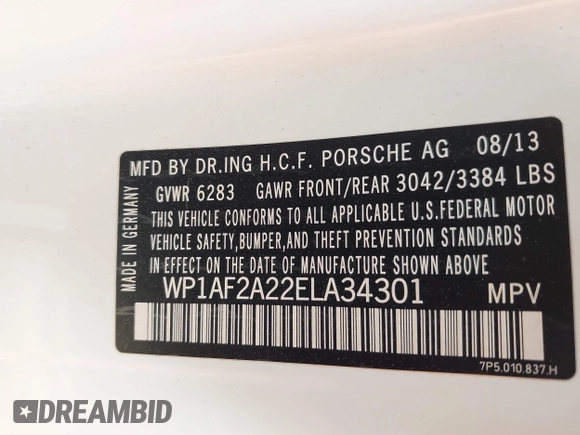 MFD BY DR.ING H.C.F. PORSCHE AG 08/13
GVWR 6283 GAWR FRONT/REAR 3042/3384 LBS
THIS VEHICLE CONFORMS TO ALL APPLICABLE U.S.FEDERAL MOTOR
VEHICLE SAFETY,BUMPER,AND THEFT PREVENTION STANDARDS
IN EFFECT ON THE DATE OF MANUFACTURE SHOWN ABOVE
WP1AF2A22ELA34301 MPV
MADE IN GERMANY
7P5.010.837.H
DREAMBID